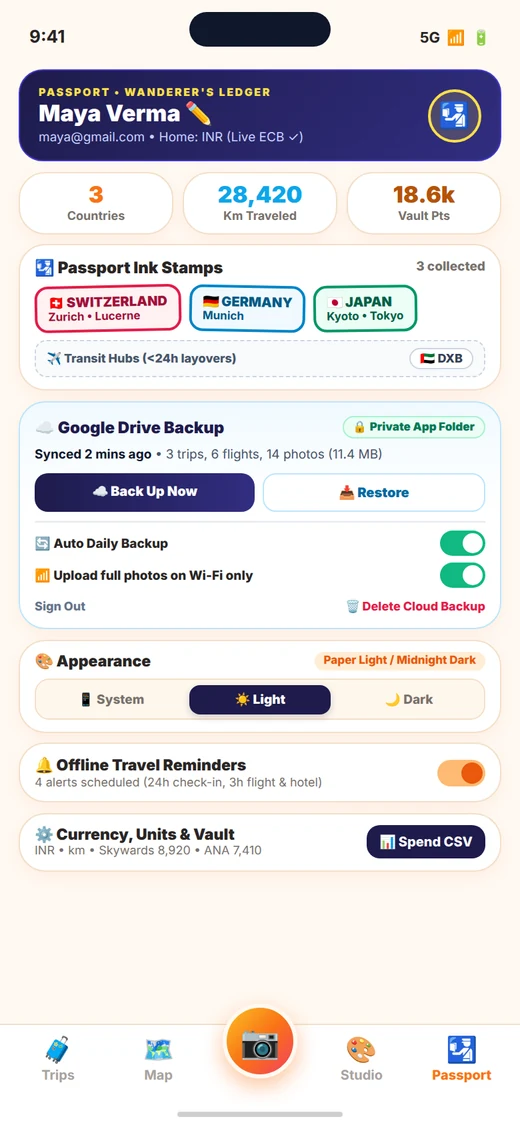 9:41
5G
PASSPORT • WANDERER'S LEDGER
Maya Verma
maya@gmail.com • Home: INR (Live ECB ✓)
3
Countries
28,420
Km Traveled
18.6k
Vault Pts
Passport Ink Stamps
3 collected
SWITZERLAND
Zurich • Lucerne
GERMANY
Munich
JAPAN
Kyoto • Tokyo
Transit Hubs (<24h layovers)
DXB
Google Drive Backup
Private App Folder
Synced 2 mins ago • 3 trips, 6 flights, 14 photos (11.4 MB)
Back Up Now
Restore
Auto Daily Backup
Upload full photos on Wi-Fi only
Sign Out
Delete Cloud Backup
Appearance
Paper Light / Midnight Dark
System
Light
Dark
Offline Travel Reminders
4 alerts scheduled (24h check-in, 3h flight & hotel)
Currency, Units & Vault
INR • km • Skywards 8,920 • ANA 7,410
Spend CSV
Trips
Map
Studio
Passport